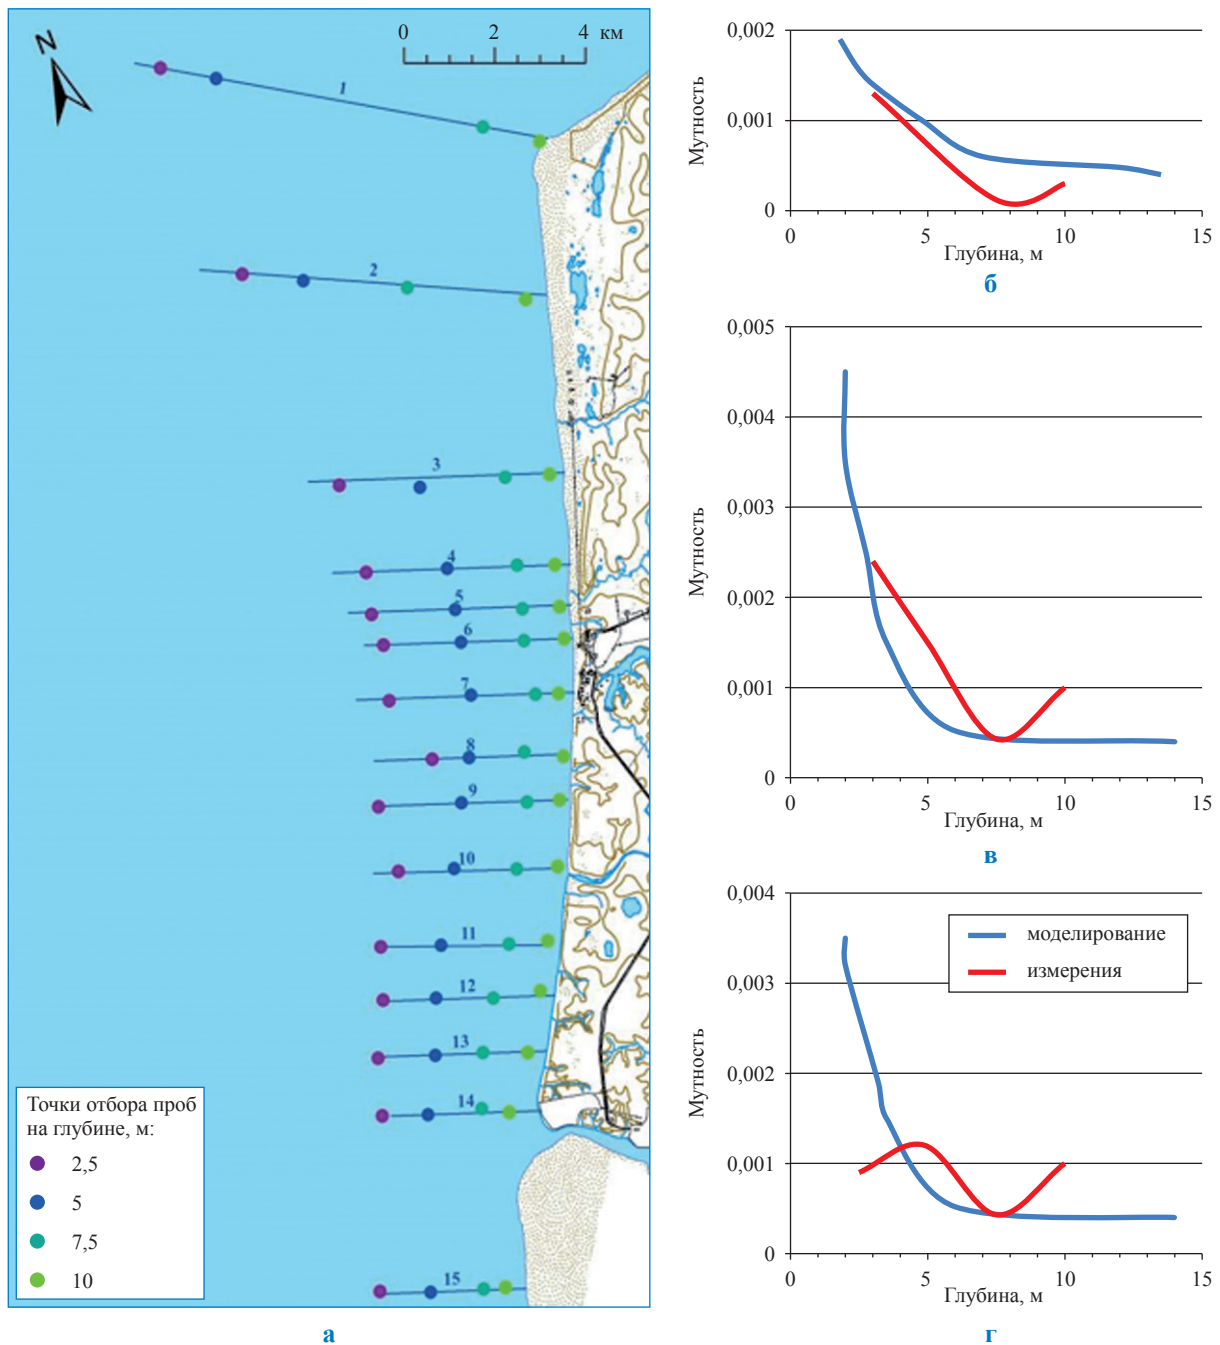 N
0 2 4 км
1
2
3
4
5
6
7
8
9
10
11
12
13
14
15
Точки отбора проб
на глубине, м:
2,5
5
7,5
10
а
Мутность
0,002
0,001
0
0 5 10 15
Глубина, м
б
Мутность
0,005
0,004
0,003
0,002
0,001
0
0 5 10 15
Глубина, м
в
Мутность
0,004
0,003
0,002
0,001
0
моделирование
измерения
0 5 10 15
Глубина, м
г